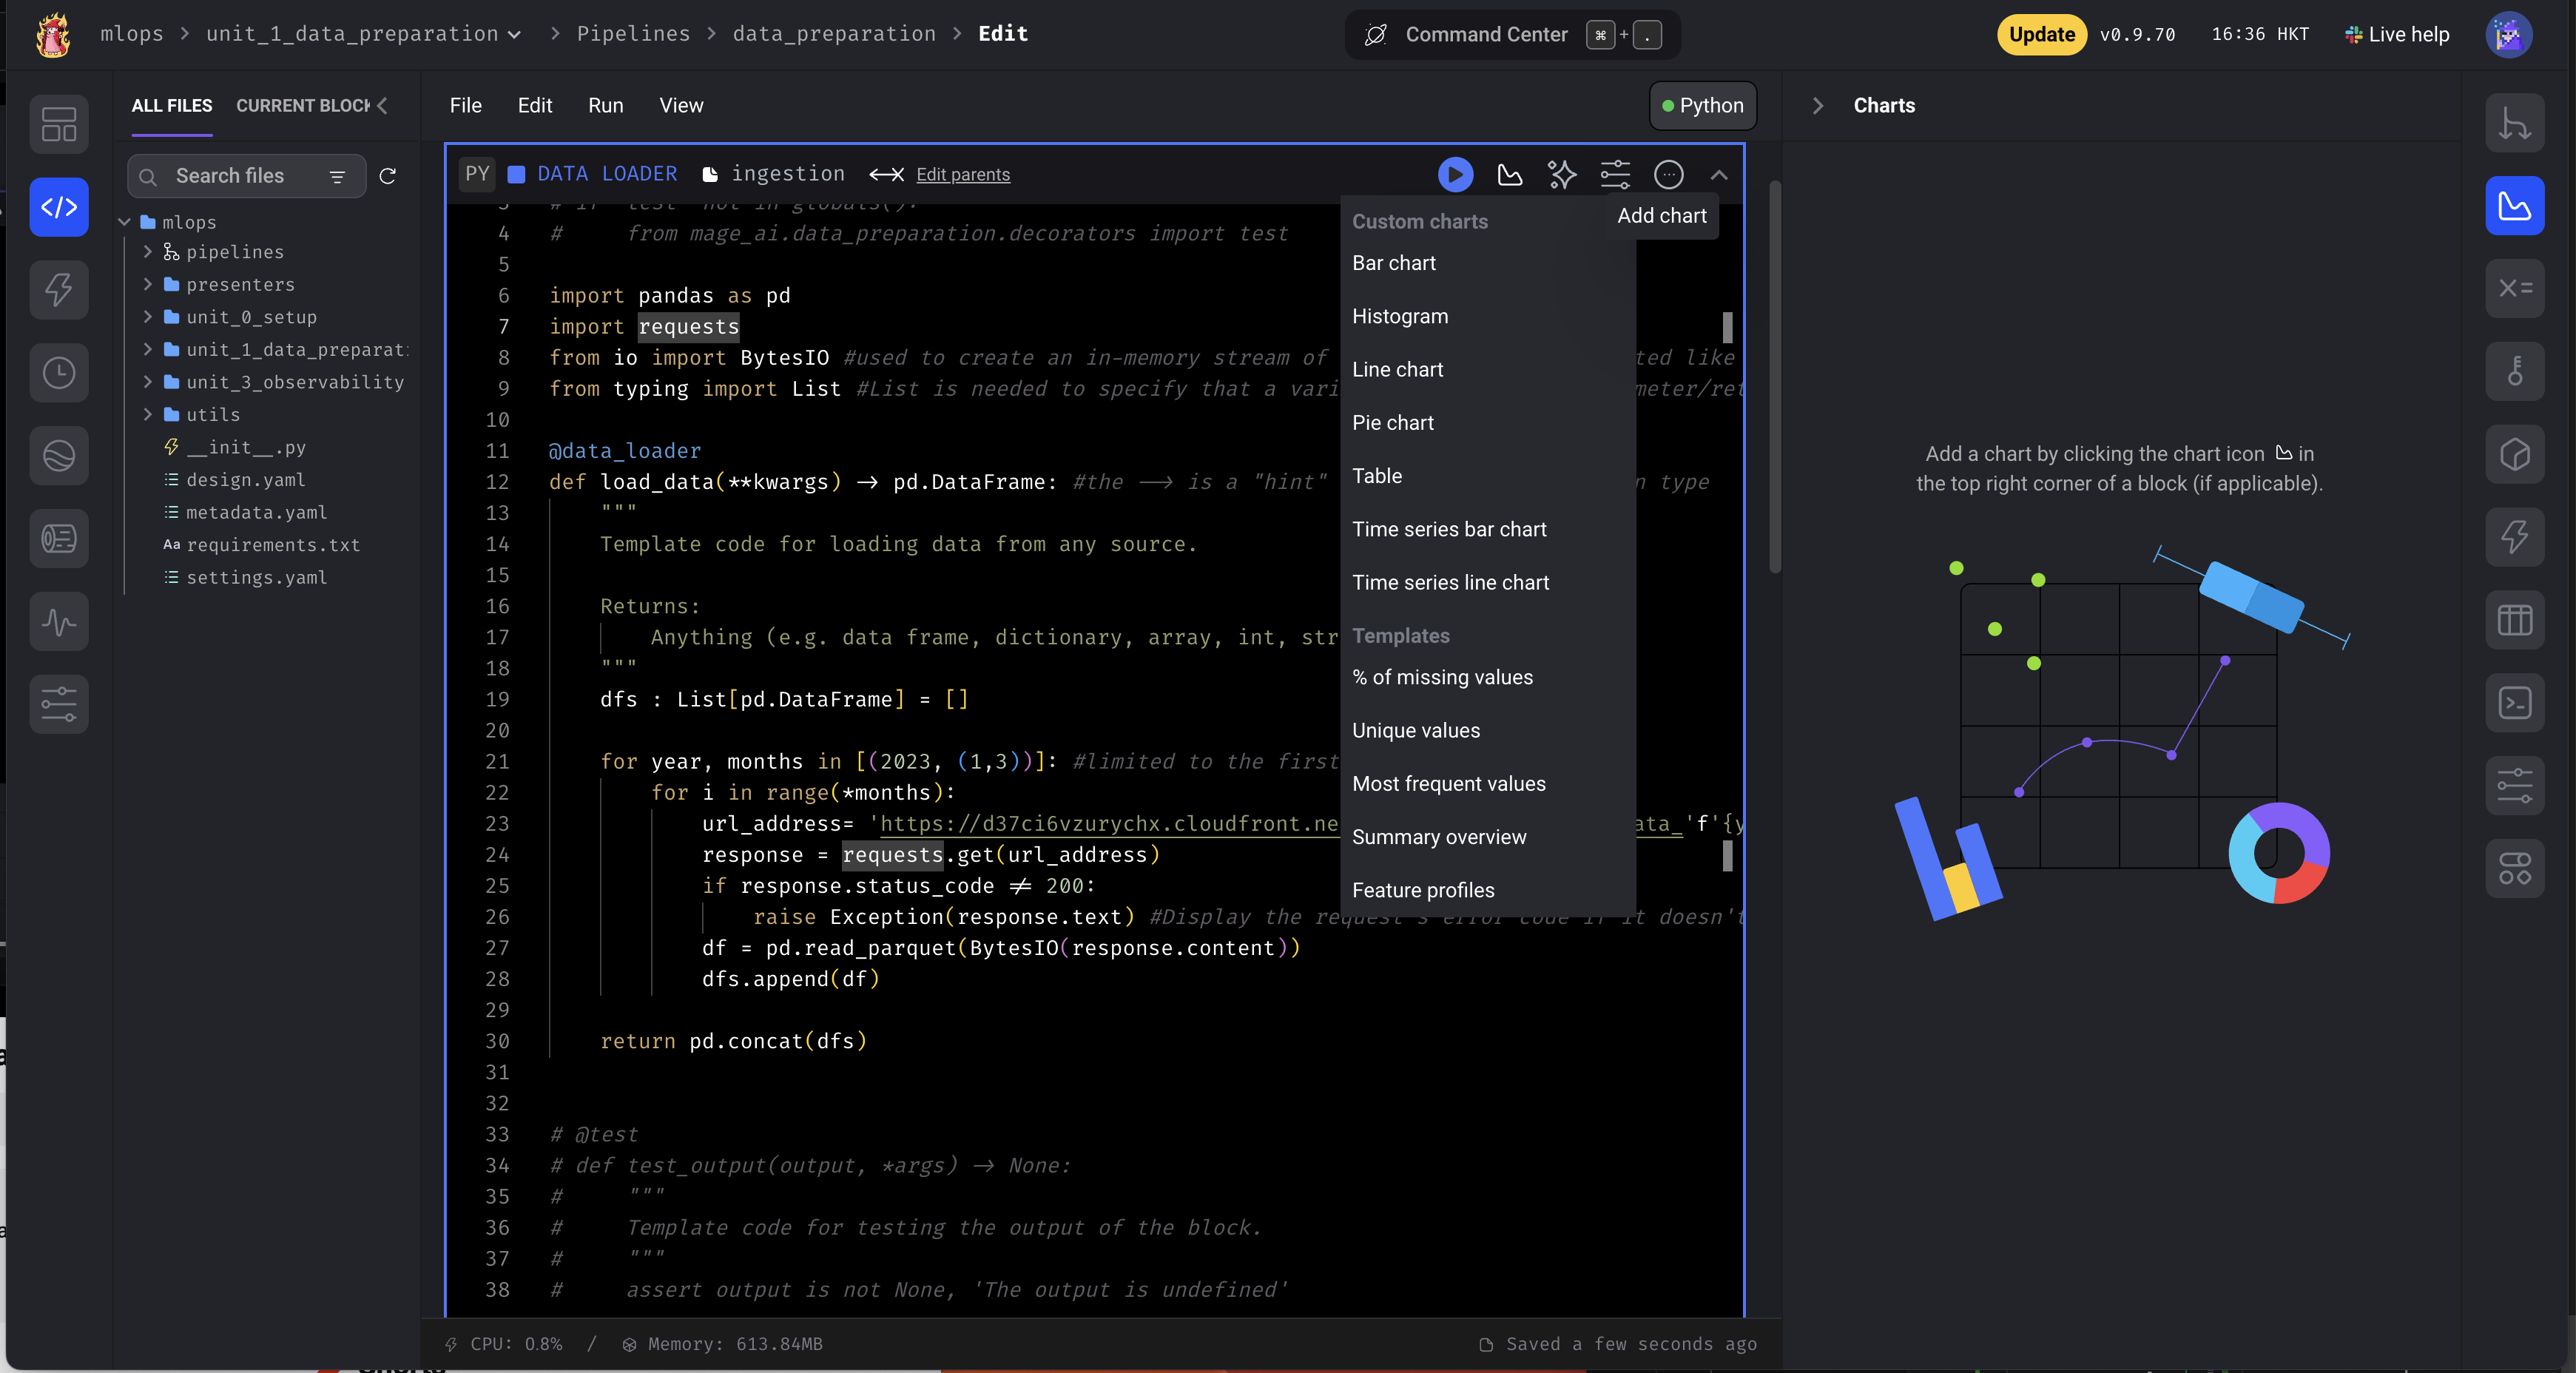 mlops > unit_1_data_preparation > Pipelines > data_preparation > Edit
Command Center ⌘ + .
Update v0.9.70 16:36 HKT Live help
ALL FILES CURRENT BLOCK
Search files
mlops
pipelines
presenters
unit_0_setup
unit_1_data_preparat
unit_3_observability
utils
__init__.py
design.yaml
metadata.yaml
Aa requirements.txt
settings.yaml
File Edit Run View
Python
PY DATA LOADER ingestion Edit parents
3 # if 'test' not in globals():
4 #     from mage_ai.data_preparation.decorators import test
5
6 import pandas as pd
7 import requests
8 from io import BytesIO #used to create an in-memory stream of ted like
9 from typing import List #List is needed to specify that a vari meter/ret
10
11 @data_loader
12 def load_data(**kwargs) -> pd.DataFrame: #the --> is a "hint" n type
13     """
14     Template code for loading data from any source.
15
16     Returns:
17         Anything (e.g. data frame, dictionary, array, int, str
18     """
19     dfs : List[pd.DataFrame] = []
20
21     for year, months in [(2023, (1,3))]: #limited to the first
22         for i in range(*months):
23             url_address= 'https://d37ci6vzurychx.cloudfront.ne ata_'f'{y
24             response = requests.get(url_address)
25             if response.status_code != 200:
26                 raise Exception(response.text) #Display the request's error code if it doesn't
27             df = pd.read_parquet(BytesIO(response.content))
28             dfs.append(df)
29
30     return pd.concat(dfs)
31
32
33 # @test
34 # def test_output(output, *args) -> None:
35 #     """
36 #     Template code for testing the output of the block.
37 #     """
38 #     assert output is not None, 'The output is undefined'
Add chart
Custom charts
Bar chart
Histogram
Line chart
Pie chart
Table
Time series bar chart
Time series line chart
Templates
% of missing values
Unique values
Most frequent values
Summary overview
Feature profiles
CPU: 0.8% / Memory: 613.84MB
Saved a few seconds ago
Charts
Add a chart by clicking the chart icon in
the top right corner of a block (if applicable).